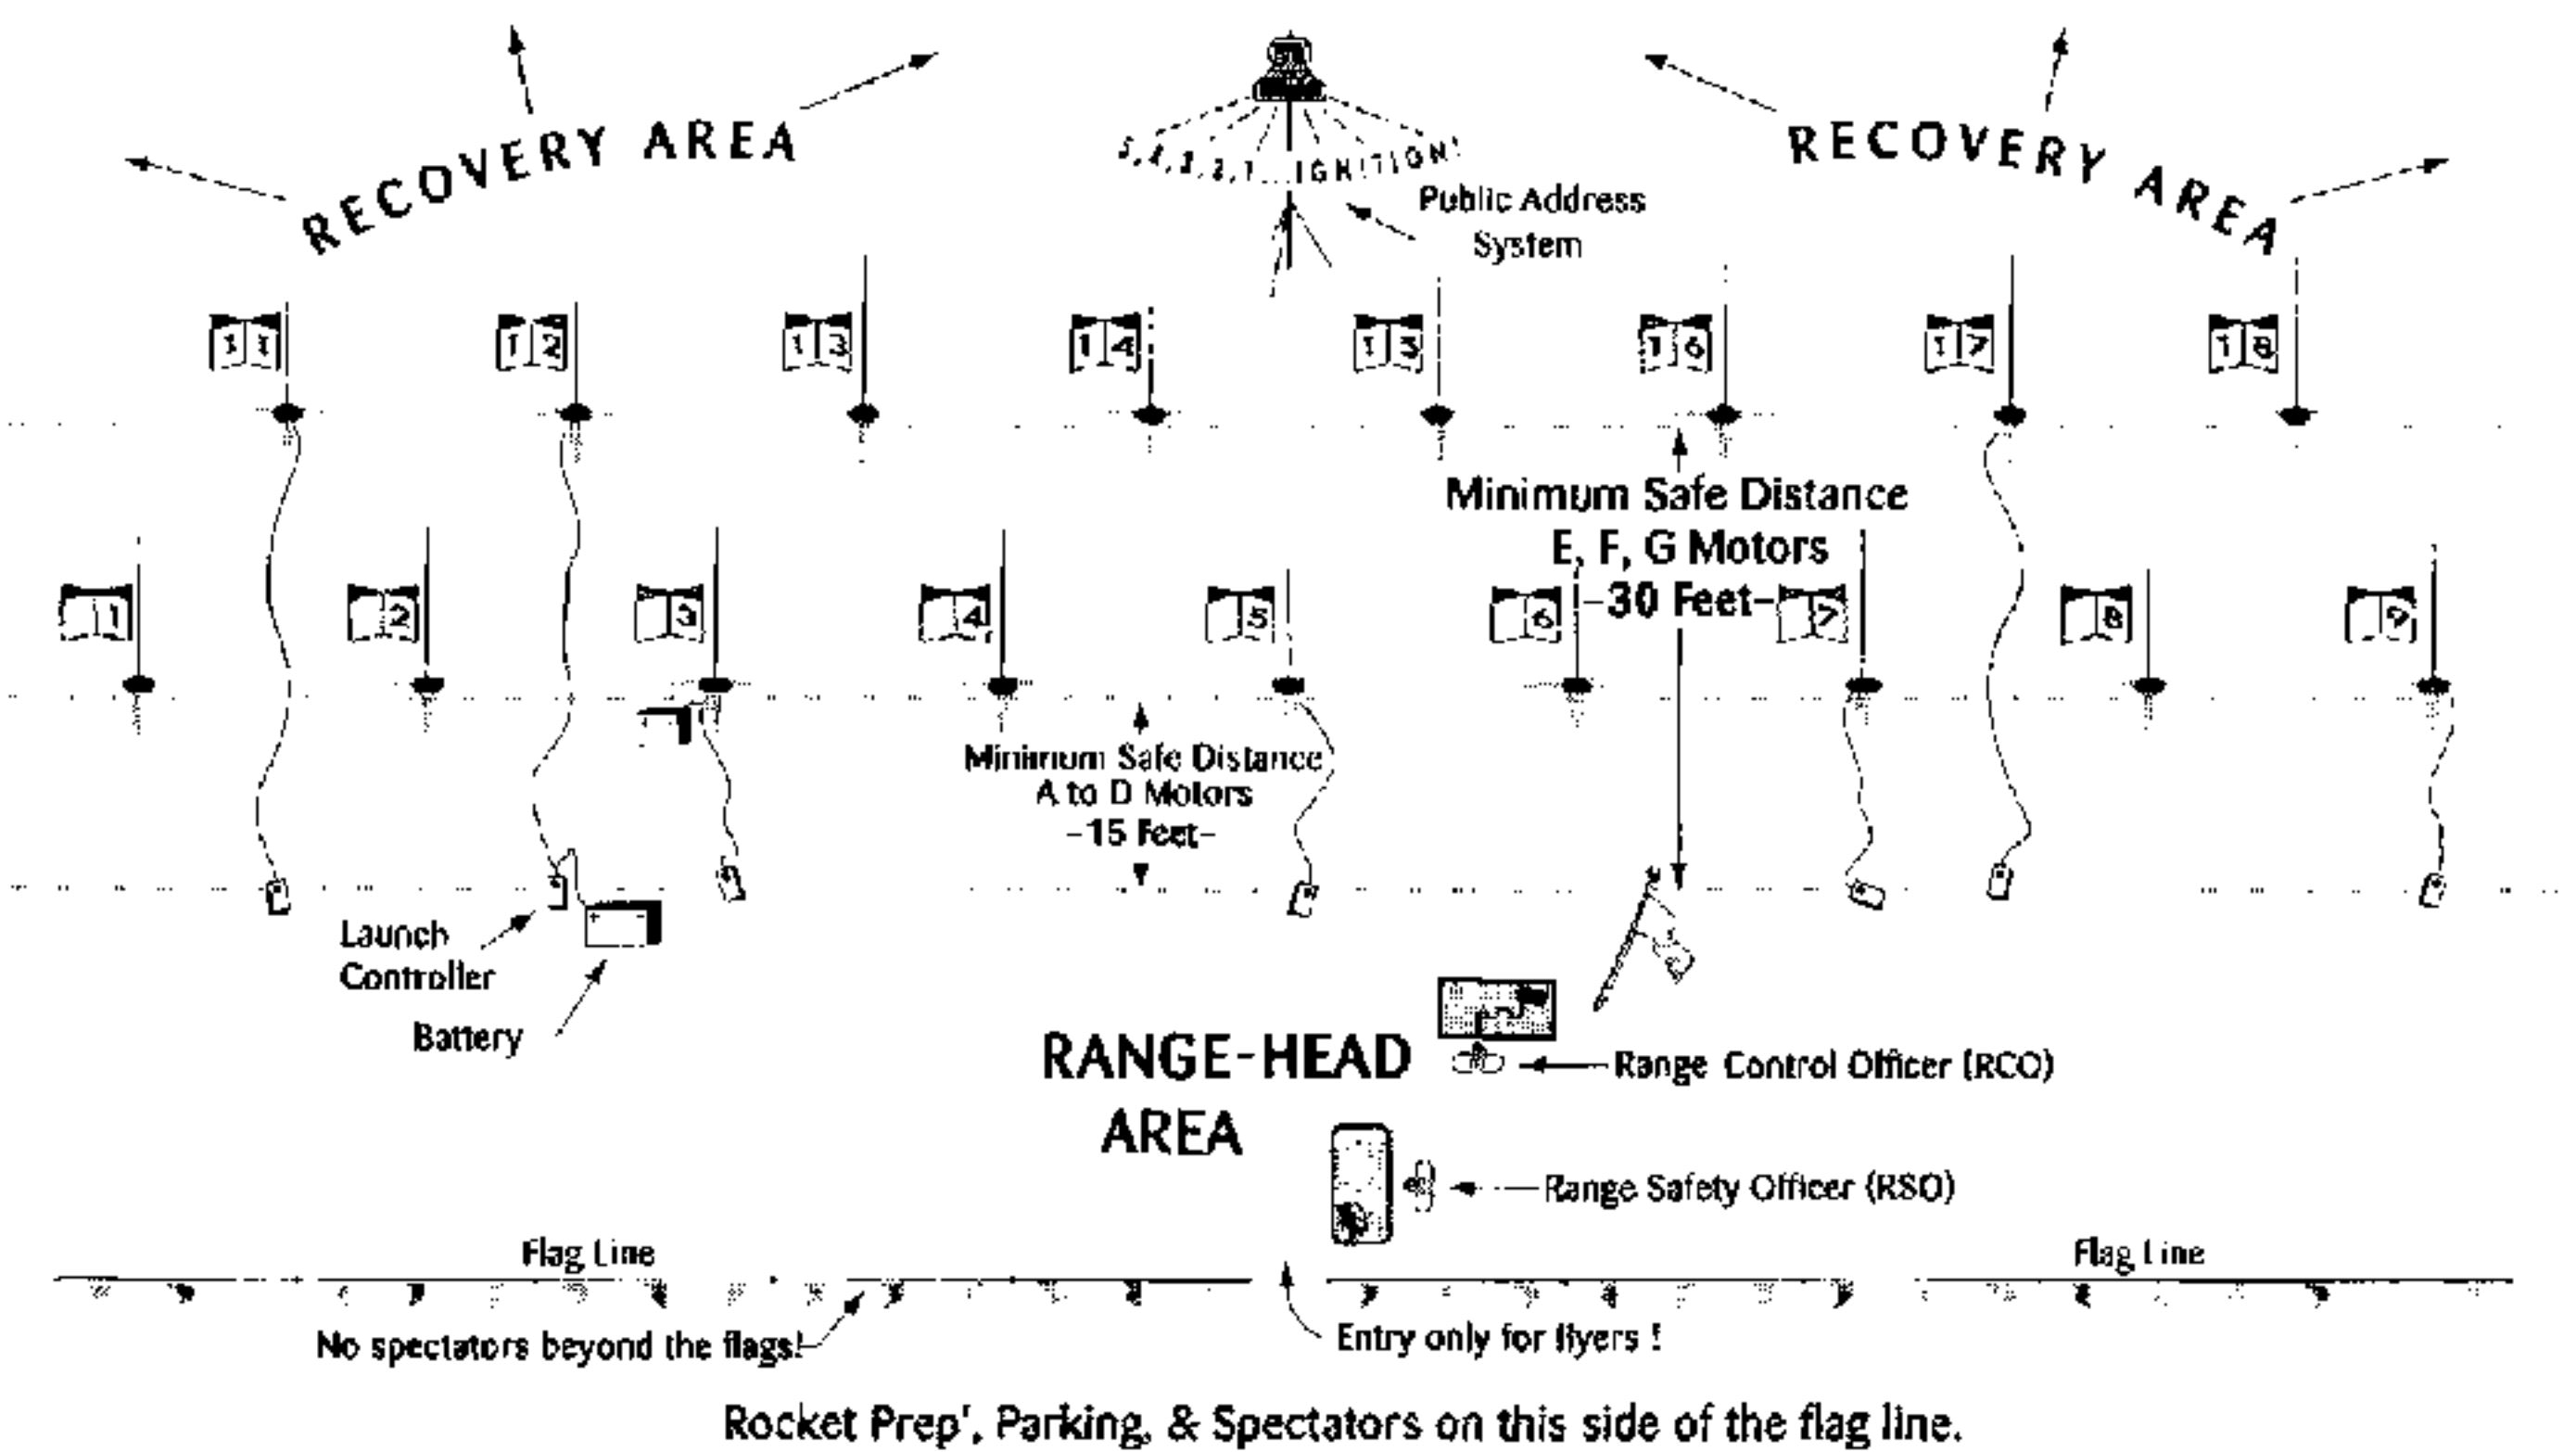 RECOVERY AREA
RECOVERY AREA
5,4,3,2,1...IGNITION!
Public Address
System
11
12
13
14
15
16
17
18
Minimum Safe Distance
E, F, G Motors
-30 Feet-
1
2
3
4
5
6
7
8
9
Minimum Safe Distance
A to D Motors
-15 Feet-
Launch
Controller
Battery
RANGE-HEAD
AREA
Range Control Officer (RCO)
Range Safety Officer (RSO)
Flag Line
Flag Line
No spectators beyond the flags!
Entry only for flyers !
Rocket Prep', Parking, & Spectators on this side of the flag line.